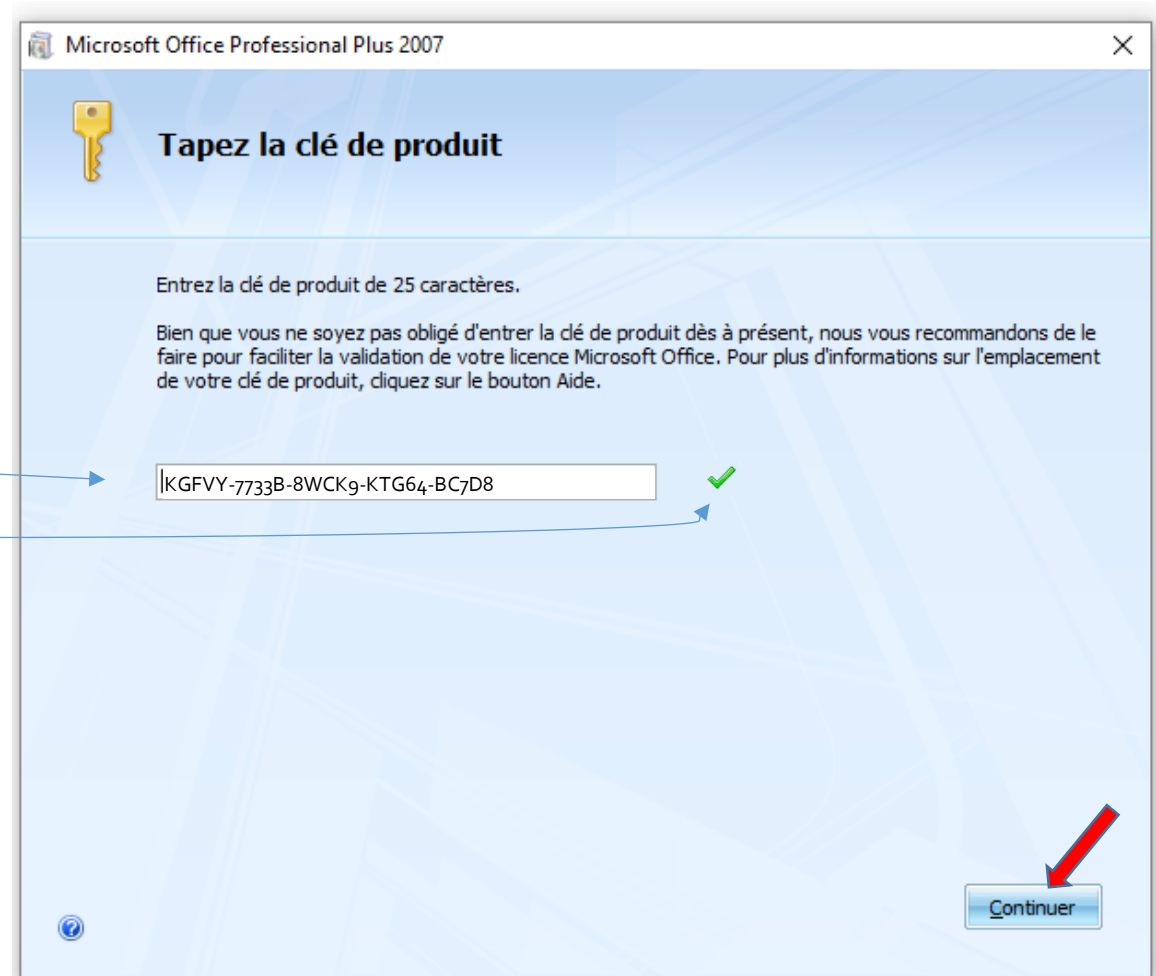 Microsoft Office Professional Plus 2007
Tapez la clé de produit
Entrez la clé de produit de 25 caractères.
Bien que vous ne soyez pas obligé d'entrer la clé de produit dès à présent, nous vous recommandons de le
faire pour faciliter la validation de votre licence Microsoft Office. Pour plus d'informations sur l'emplacement
de votre clé de produit, cliquez sur le bouton Aide.
KGFVY-7733B-8WCK9-KTG64-BC7D8
Continuer